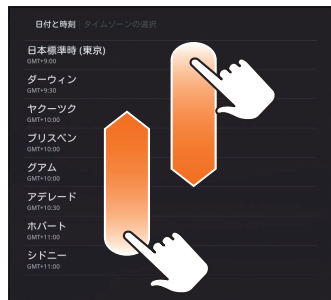 日付と時刻 タイムゾーンの選択
日本標準時 (東京)
GMT+9:00
ダーウィン
GMT+9:30
ヤクーツク
GMT+10:00
ブリスベン
GMT+10:00
グアム
GMT+10:00
アデレード
GMT+10:30
ホバート
GMT+11:00
シドニー
GMT+11:00